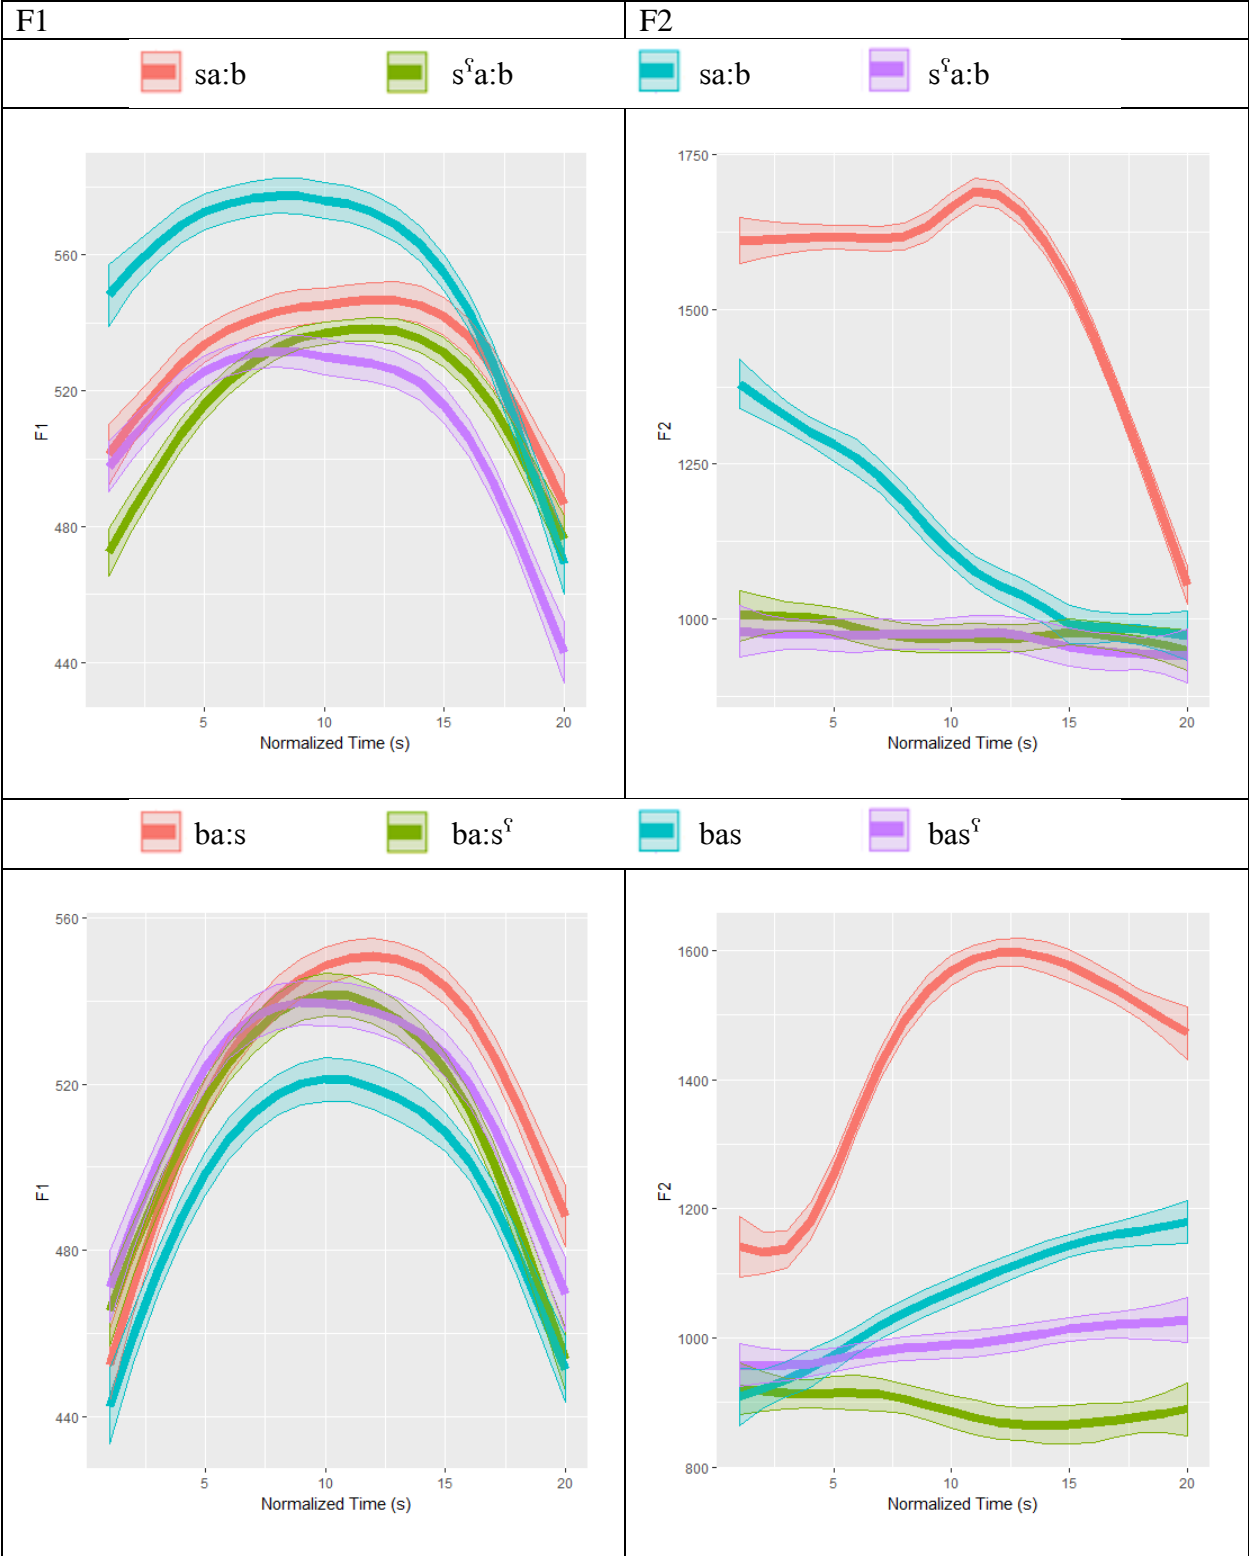 F1 F2
sa:b sˤa:b sa:b sˤa:b
560
520
480
440
F1
5 10 15 20
Normalized Time (s)
1750
1500
1250
1000
F2
5 10 15 20
Normalized Time (s)
ba:s ba:sˤ bas basˤ
560
520
480
440
F1
5 10 15 20
Normalized Time (s)
1600
1400
1200
1000
800
F2
5 10 15 20
Normalized Time (s)